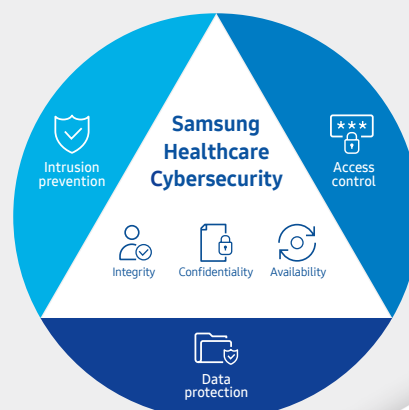 Samsung
Healthcare
Cybersecurity
Intrusion
prevention
***
Access
control
Integrity
Confidentiality
Availability
Data
protection